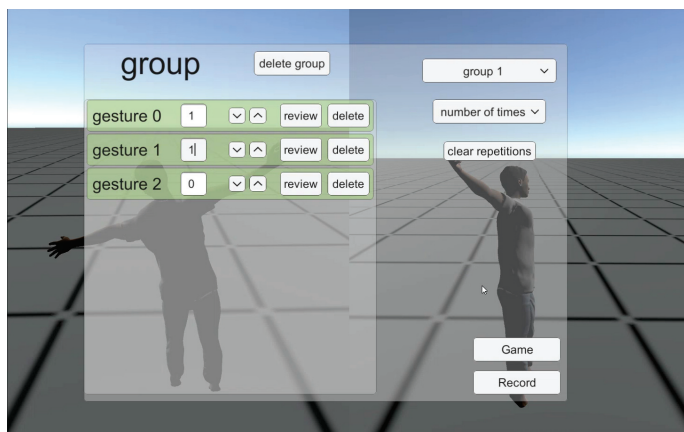 group
delete group
gesture 0 1 review delete
gesture 1 1 review delete
gesture 2 0 review delete
group 1
number of times
clear repetitions
Game
Record